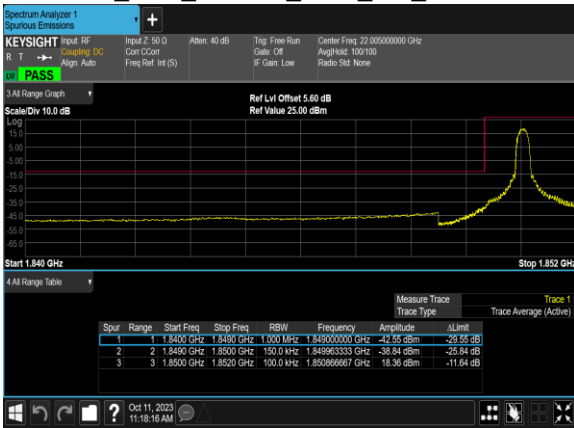 Spectrum Analyzer 1
Spurious Emissions
+
KEYSIGHT Input: RF Input Z: 50 Ω Atten: 40 dB Trig: Free Run Center Freq: 22.005000000 GHz
R T Coupling: DC Corr CCorr Gate: Off Avg|Hold: 100/100
Align: Auto Freq Ref: Int (S) IF Gain: Low Radio Std: None
PASS
3 All Range Graph
Ref Lvl Offset 5.60 dB
Scale/Div 10.0 dB Ref Value 25.00 dBm
Log
15.0
5.00
-5.00
-15.0
-25.0
-35.0
-45.0
-55.0
-65.0
Start 1.840 GHz Stop 1.852 GHz
4 All Range Table
Measure Trace Trace 1
Trace Type Trace Average (Active)
Spur Range Start Freq Stop Freq RBW Frequency Amplitude ΔLimit
1 1 1.8400 GHz 1.8490 GHz 1.000 MHz 1.849000000 GHz -42.55 dBm -29.55 dB
2 2 1.8490 GHz 1.8500 GHz 150.0 kHz 1.849963333 GHz -38.84 dBm -25.84 dB
3 3 1.8500 GHz 1.8520 GHz 100.0 kHz 1.850866667 GHz 18.36 dBm -11.64 dB
? Oct 11, 2023
11:18:16 AM